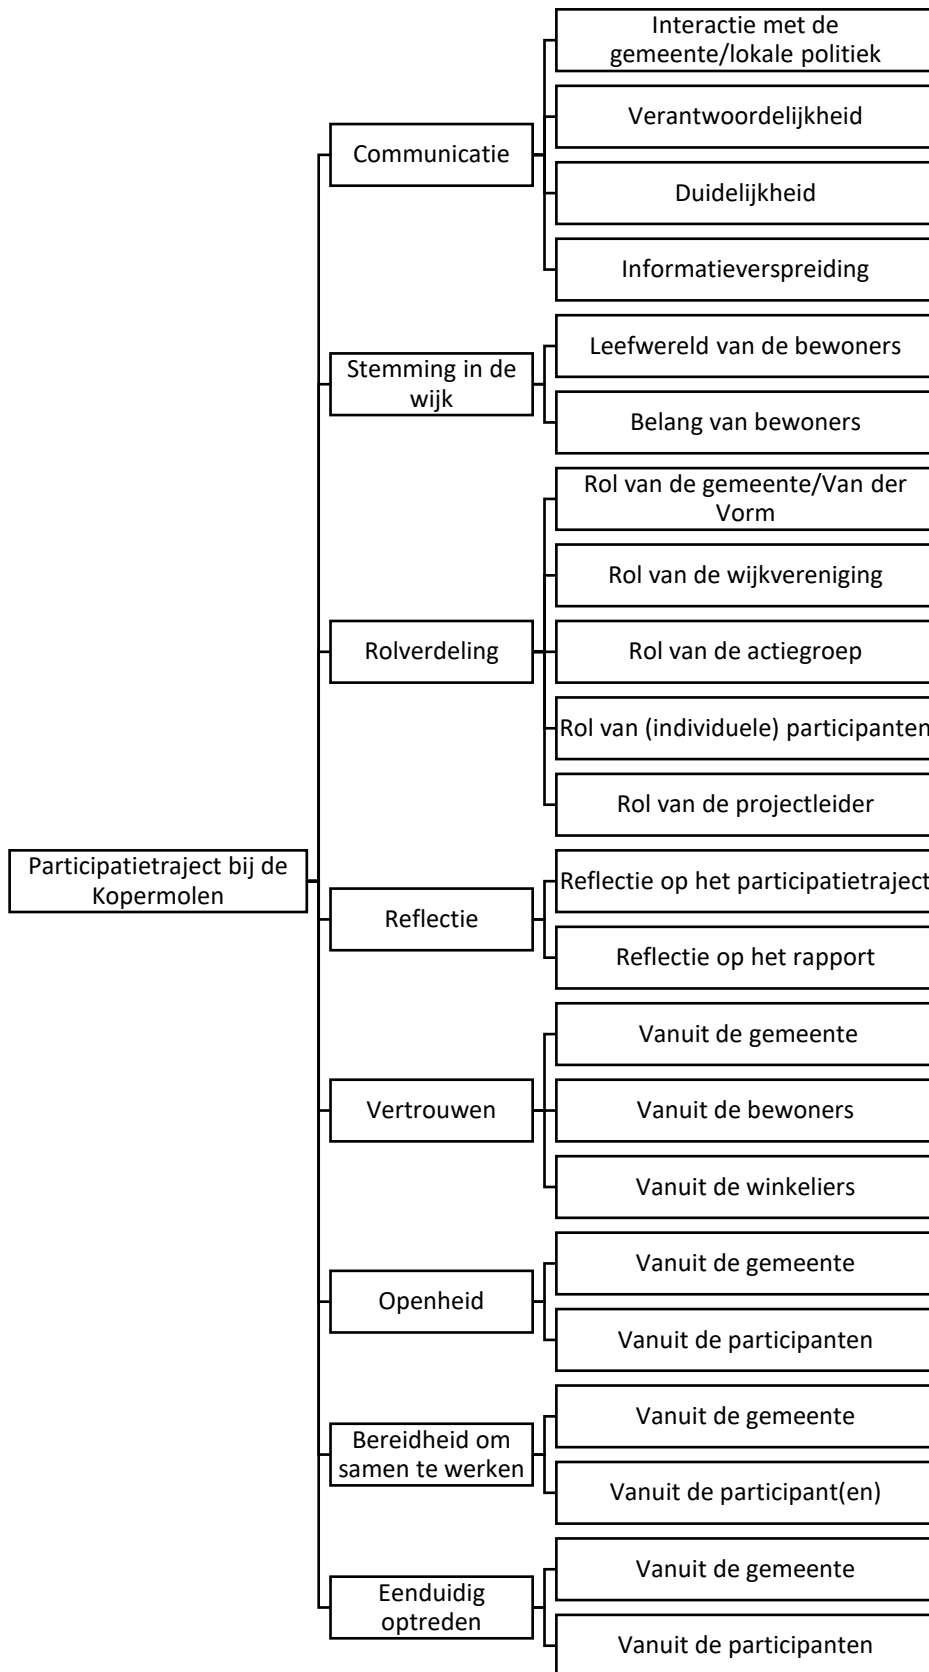 Interactie met de
gemeente/lokale politiek
Verantwoordelijkheid
Communicatie
Duidelijkheid
Informatieverspreiding
Leefwereld van de bewoners
Stemming in de
wijk
Belang van bewoners
Rol van de gemeente/Van der
Vorm
Rol van de wijkvereniging
Rolverdeling
Rol van de actiegroep
Rol van (individuele) participanten
Rol van de projectleider
Participatietraject bij de
Kopermolen
Reflectie op het participatietraject
Reflectie
Reflectie op het rapport
Vanuit de gemeente
Vertrouwen
Vanuit de bewoners
Vanuit de winkeliers
Vanuit de gemeente
Openheid
Vanuit de participanten
Vanuit de gemeente
Bereidheid om
samen te werken
Vanuit de participant(en)
Vanuit de gemeente
Eenduidig
optreden
Vanuit de participanten